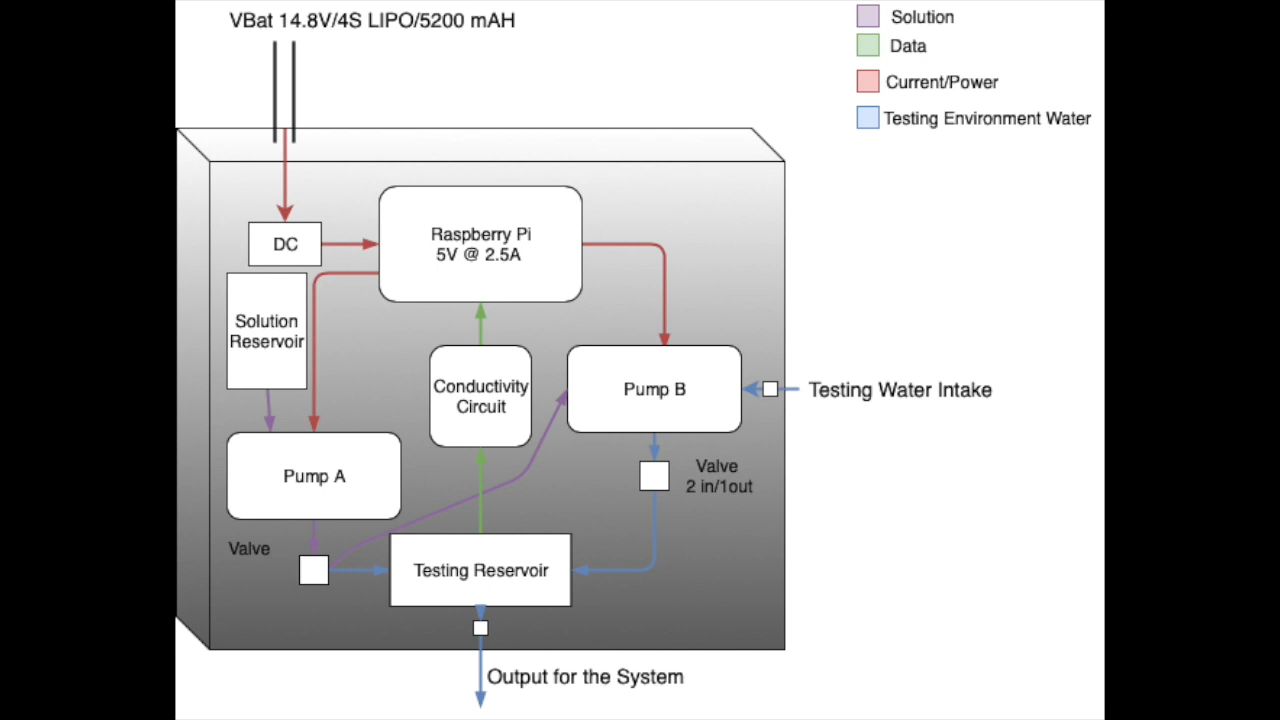 VBat 14.8V/4S LIPO/5200 mAH
Solution
Data
Current/Power
Testing Environment Water
DC
Raspberry Pi
5V @ 2.5A
Solution
Reservoir
Conductivity
Circuit
Pump B
Testing Water Intake
Pump A
Valve
2 in/1out
Valve
Testing Reservoir
Output for the System